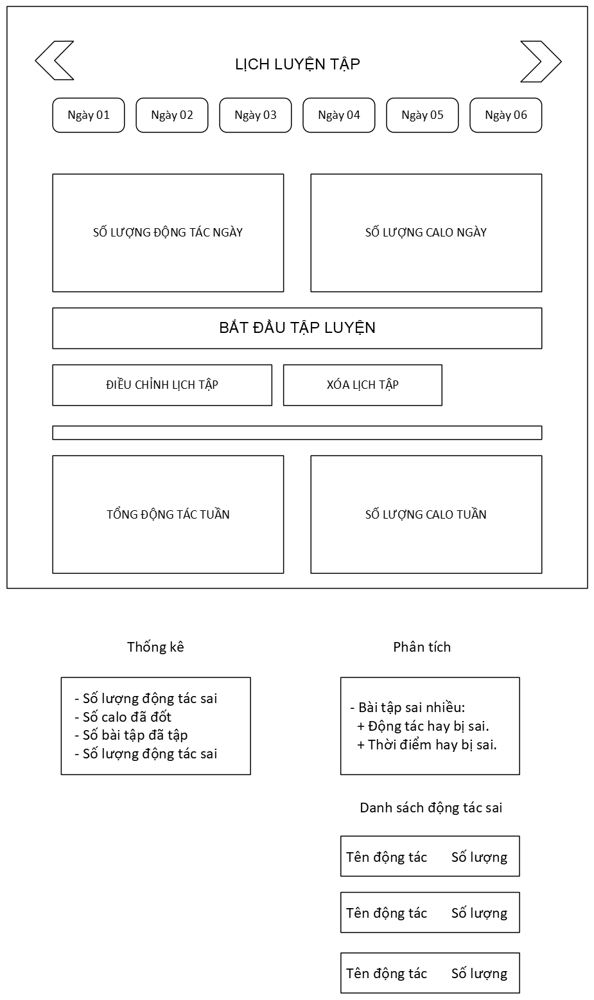 LỊCH LUYỆN TẬP
Ngày 01 Ngày 02 Ngày 03 Ngày 04 Ngày 05 Ngày 06
SỐ LƯỢNG ĐỘNG TÁC NGÀY SỐ LƯỢNG CALO NGÀY
BẮT ĐẦU TẬP LUYỆN
ĐIỀU CHỈNH LỊCH TẬP XÓA LỊCH TẬP
TỔNG ĐỘNG TÁC TUẦN SỐ LƯỢNG CALO TUẦN
Thống kê
- Số lượng động tác sai
- Số calo đã đốt
- Số bài tập đã tập
- Số lượng động tác sai
Phân tích
- Bài tập sai nhiều:
+ Động tác hay bị sai.
+ Thời điểm hay bị sai.
Danh sách động tác sai
Tên động tác Số lượng
Tên động tác Số lượng
Tên động tác Số lượng